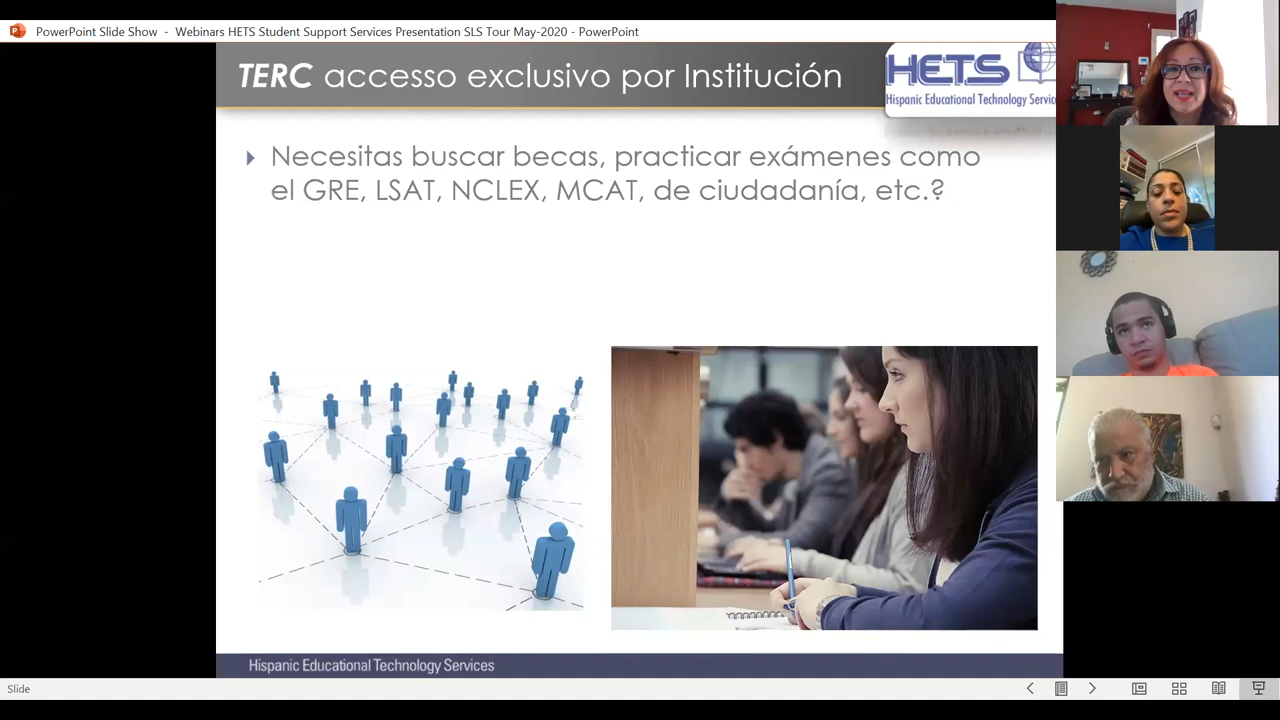 PowerPoint Slide Show - Webinars HETS Student Support Services Presentation SLS Tour May-2020 - PowerPoint
TERC accesso exclusivo por Institución
HETS
Hispanic Educational Technology Servic
Necesitas buscar becas, practicar exámenes como
el GRE, LSAT, NCLEX, MCAT, de ciudadanía, etc.?
Hispanic Educational Technology Services
Slide